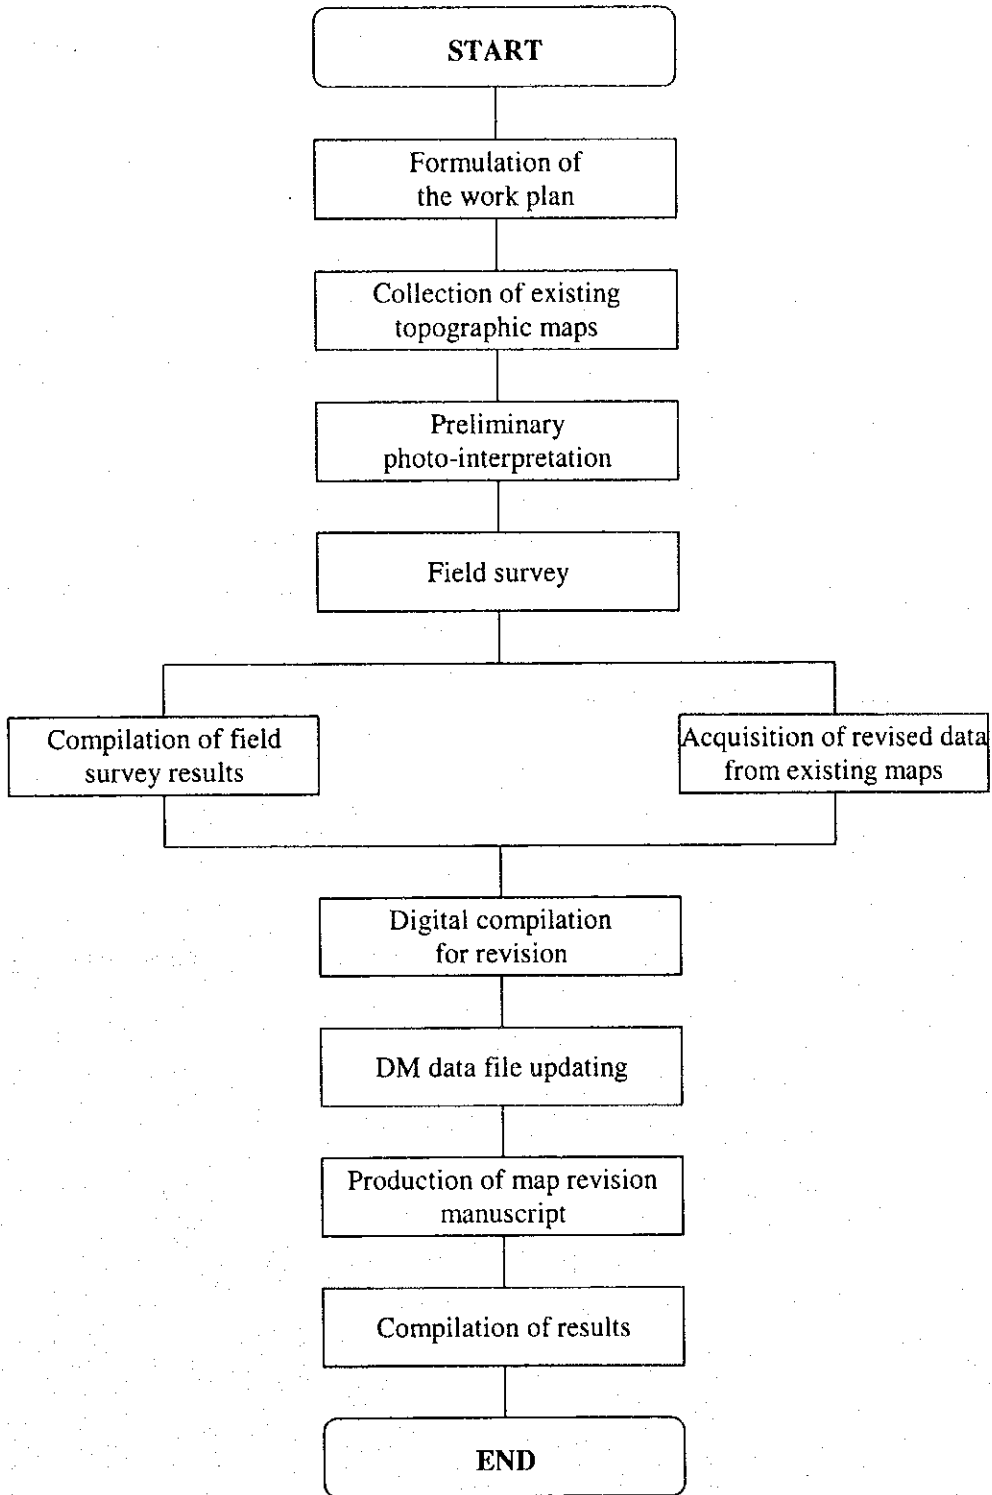 START
Formulation of
the work plan
Collection of existing
topographic maps
Preliminary
photo-interpretation
Field survey
Compilation of field
survey results
Acquisition of revised data
from existing maps
Digital compilation
for revision
DM data file updating
Production of map revision
manuscript
Compilation of results
END